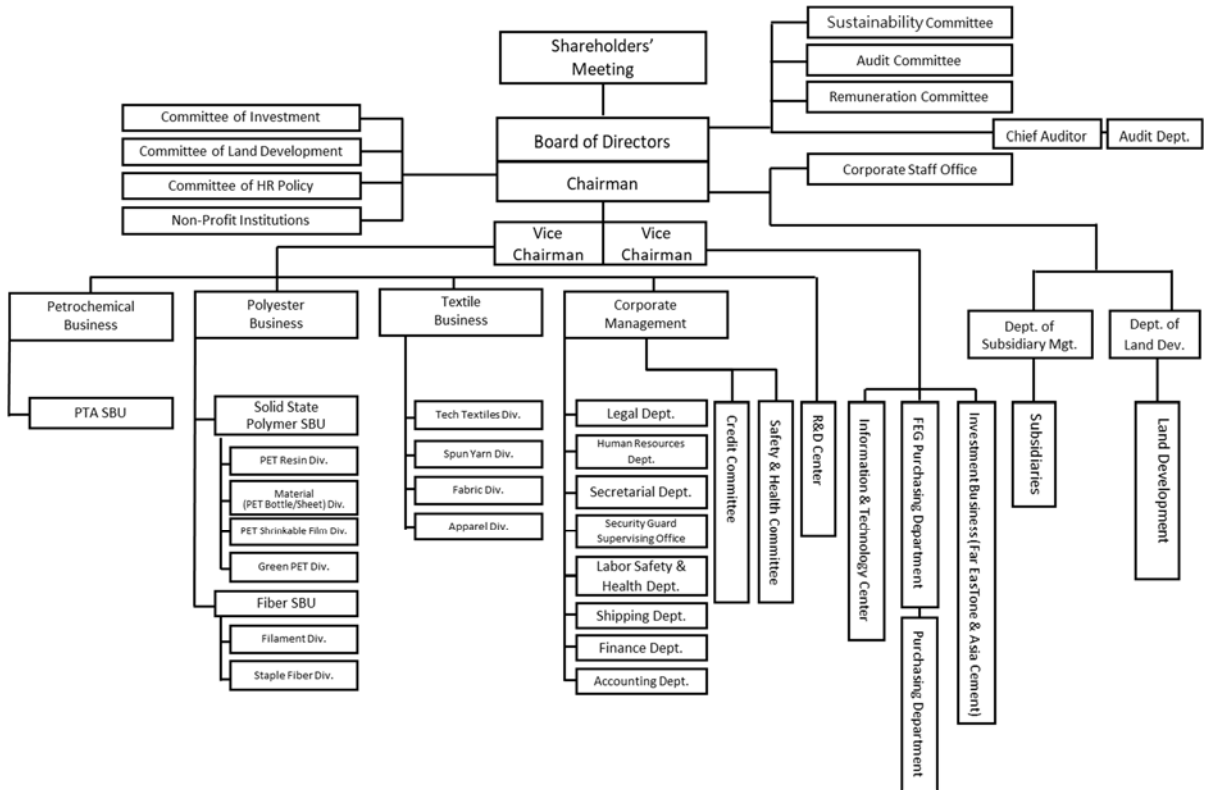 Shareholders'
Meeting
Sustainability Committee
Audit Committee
Remuneration Committee
Chief Auditor
Audit Dept.
Committee of Investment
Committee of Land Development
Committee of HR Policy
Non-Profit Institutions
Board of Directors
Chairman
Corporate Staff Office
Vice
Chairman
Vice
Chairman
Petrochemical
Business
Polyester
Business
Textile
Business
Corporate
Management
Dept. of
Subsidiary Mgt.
Dept. of
Land Dev.
PTA SBU
Solid State
Polymer SBU
PET Resin Div.
Material
(PET Bottle/Sheet) Div.
PET Shrinkable Film Div.
Green PET Div.
Fiber SBU
Filament Div.
Staple Fiber Div.
Tech Textiles Div.
Spun Yarn Div.
Fabric Div.
Apparel Div.
Legal Dept.
Human Resources
Dept.
Secretarial Dept.
Security Guard
Supervising Office
Labor Safety &
Health Dept.
Shipping Dept.
Finance Dept.
Accounting Dept.
Credit Committee
Safety & Health Committee
R&D Center
Information & Technology Center
FEG Purchasing Department
Purchasing Department
Investment Business (Far EasTone & Asia Cement)
Subsidiaries
Land Development